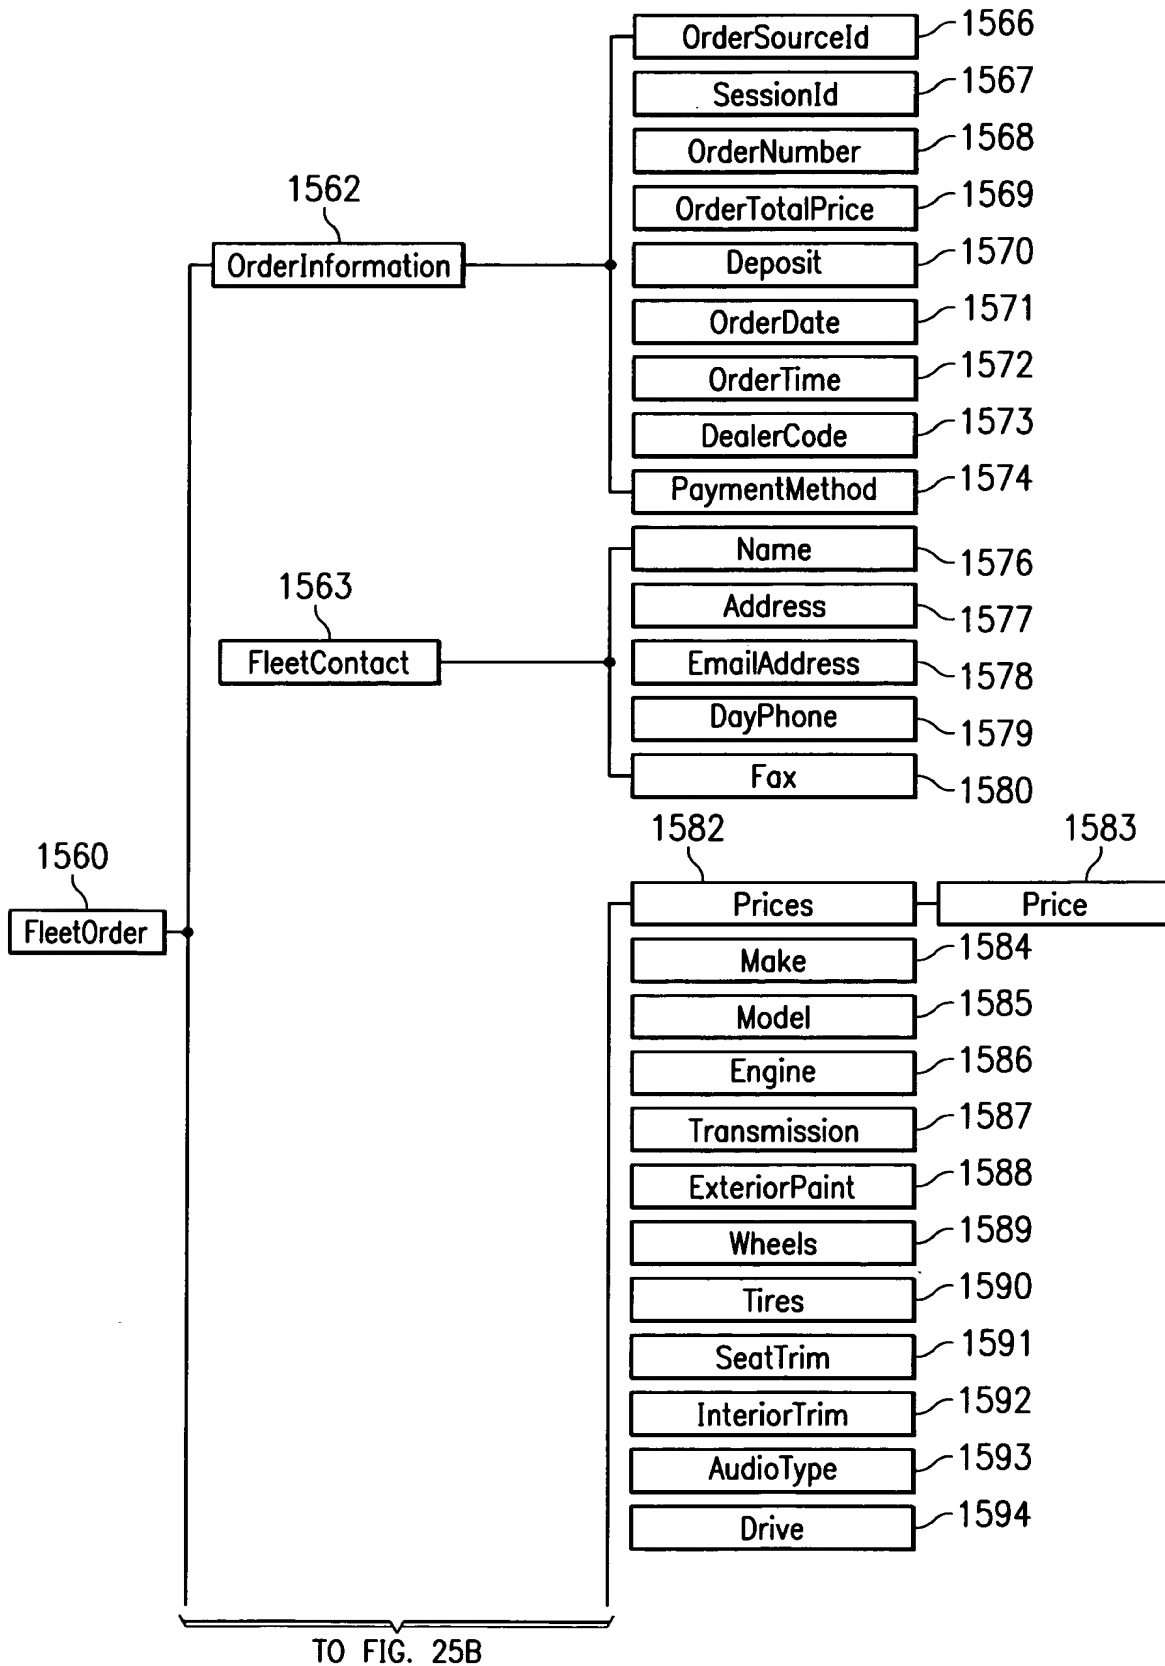 OrderSourceId 1566
SessionId 1567
OrderNumber 1568
OrderTotalPrice 1569
1562
OrderInformation
Deposit 1570
OrderDate 1571
OrderTime 1572
DealerCode 1573
PaymentMethod 1574
Name 1576
Address 1577
1563
FleetContact
EmailAddress 1578
DayPhone 1579
Fax 1580
1582 1583
1560
FleetOrder
Prices Price
Make 1584
Model 1585
Engine 1586
Transmission 1587
ExteriorPaint 1588
Wheels 1589
Tires 1590
SeatTrim 1591
InteriorTrim 1592
AudioType 1593
Drive 1594
TO FIG. 25B